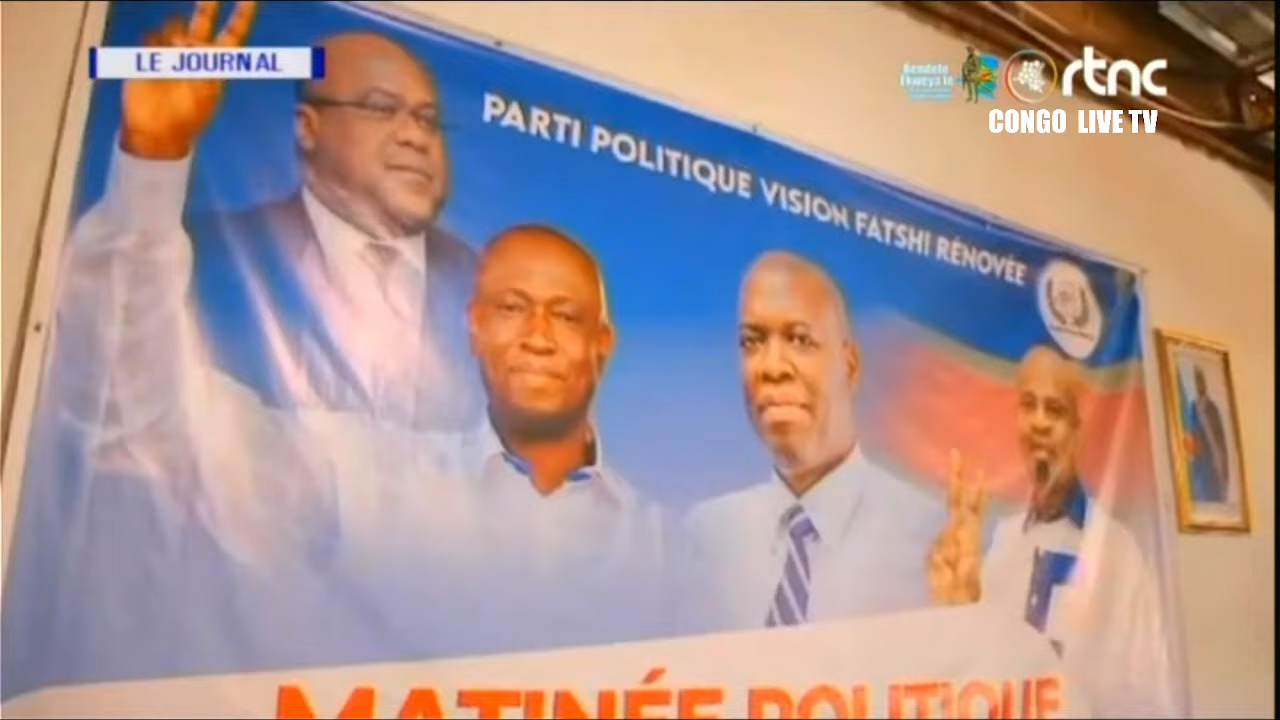 LE JOURNAL
rtnc
CONGO LIVE TV
PARTI POLITIQUE VISION FATSHI RÉNOVÉE
MATINÉE POLITIQUE